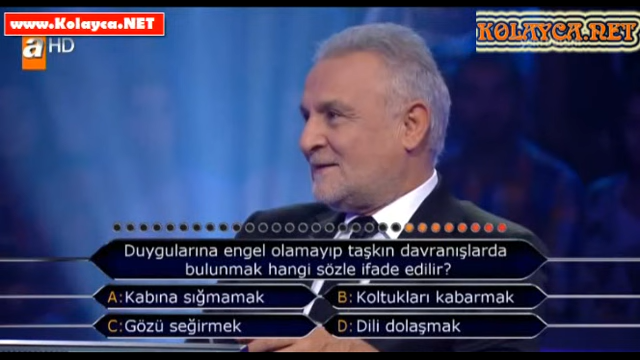 www.Kolayca.NET
KOLAYCA.NET
a HD
Duygularına engel olamayıp taşkın davranışlarda
bulunmak hangi sözle ifade edilir?
A: Kabına sığmamak
B: Koltukları kabarmak
C: Gözü seğirmek
D: Dili dolaşmak